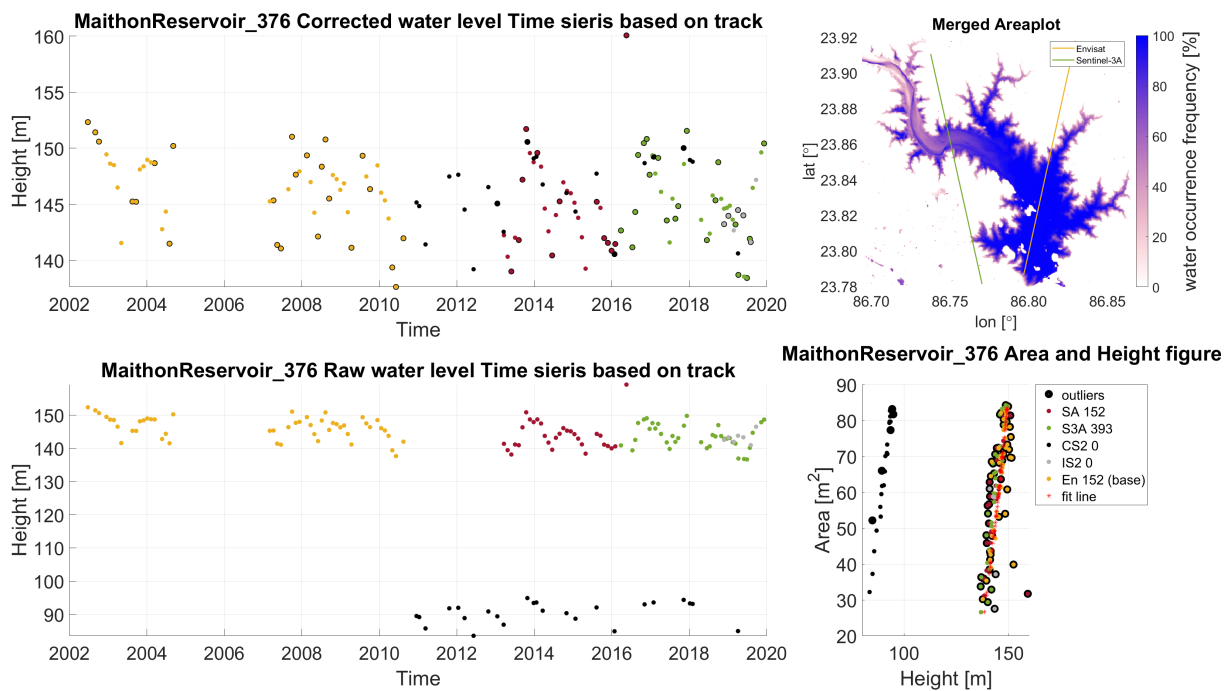 MaithonReservoir_376 Corrected water level Time sieris based on track
160
155
150
145
140
Height [m]
2002 2004 2006 2008 2010 2012 2014 2016 2018 2020
Time
Merged Areaplot
Envisat
Sentinel-3A
23.92
23.90
23.88
23.86
23.84
23.82
23.80
23.78
lat [°]
86.70 86.75 86.80 86.85
lon [°]
100
80
60
40
20
0
water occurrence frequency [%]
MaithonReservoir_376 Raw water level Time sieris based on track
150
140
130
120
110
100
90
Height [m]
2002 2004 2006 2008 2010 2012 2014 2016 2018 2020
Time
MaithonReservoir_376 Area and Height figure
90
80
70
60
50
40
30
20
Area [m2]
100 150
Height [m]
outliers
SA 152
S3A 393
CS2 0
IS2 0
En 152 (base)
fit line